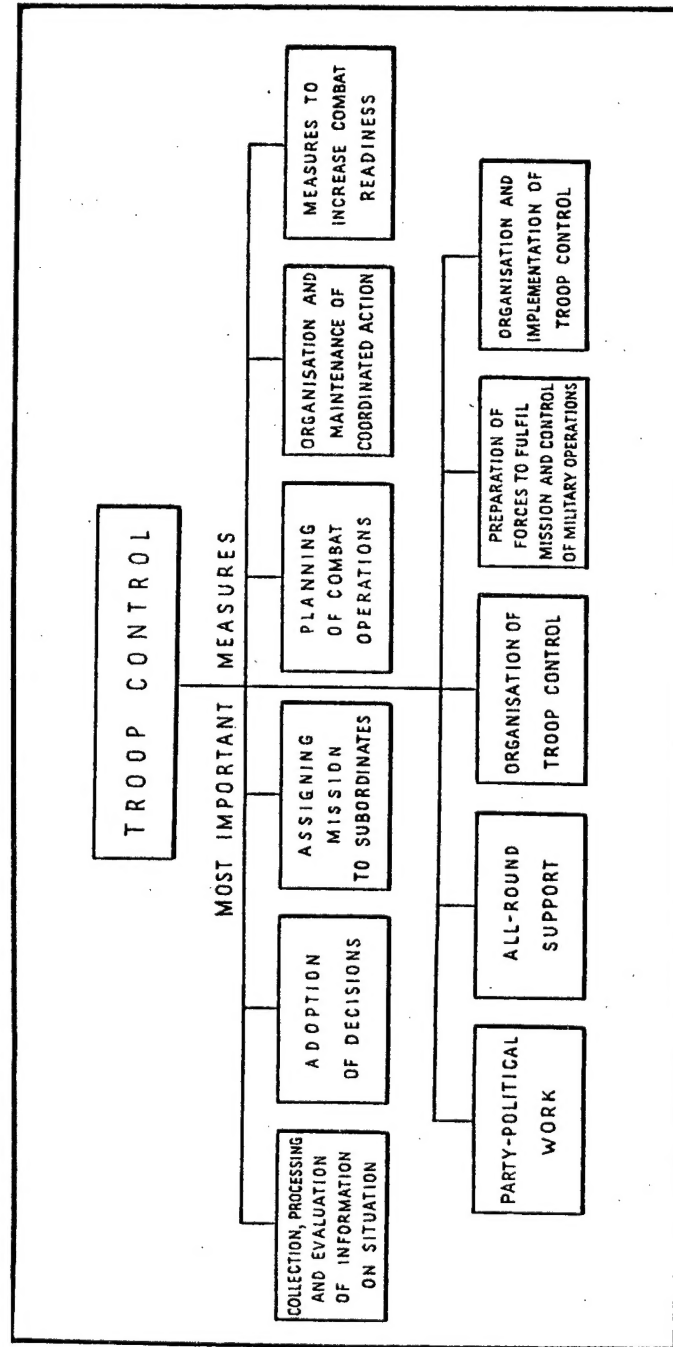 TROOP CONTROL
MOST IMPORTANT MEASURES
COLLECTION, PROCESSING
AND EVALUATION
OF INFORMATION
ON SITUATION
ADOPTION
OF DECISIONS
ASSIGNING
MISSION
TO SUBORDINATES
PLANNING
OF COMBAT
OPERATIONS
ORGANISATION AND
MAINTENANCE OF
COORDINATED ACTION
MEASURES TO
INCREASE COMBAT
READINESS
PARTY-POLITICAL
WORK
ALL-ROUND
SUPPORT
ORGANISATION OF
TROOP CONTROL
PREPARATION OF
FORCES TO FULFIL
MISSION AND CONTROL
OF MILITARY OPERATIONS
ORGANISATION AND
IMPLEMENTATION OF
TROOP CONTROL